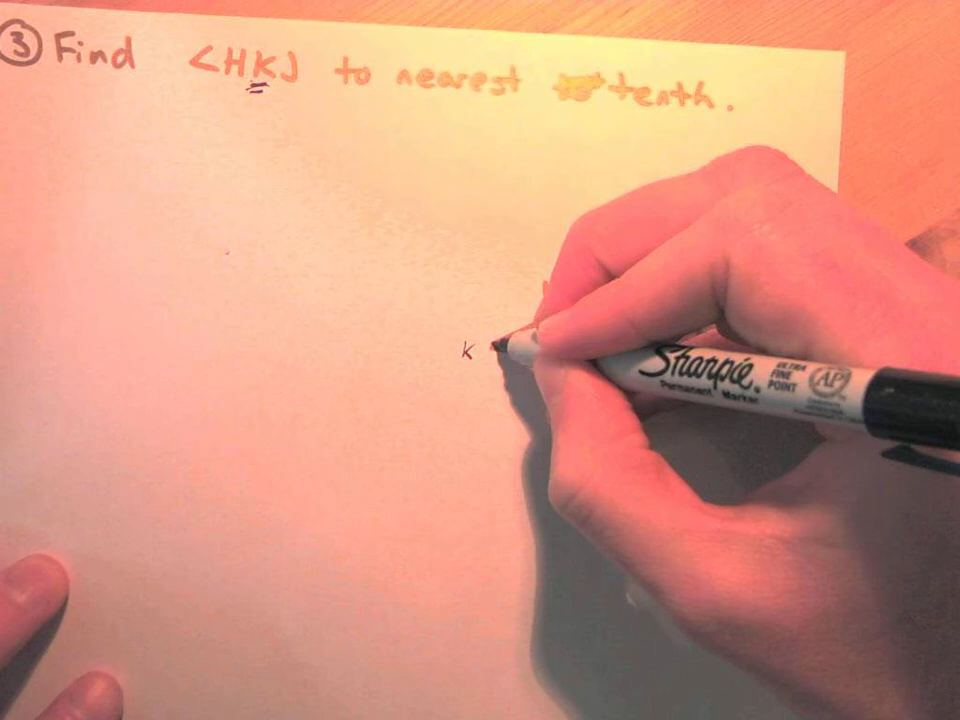 3 Find <HKJ to nearest tenth.
K
Sharpie.
Permanent Marker
ULTRA
FINE
POINT
AP